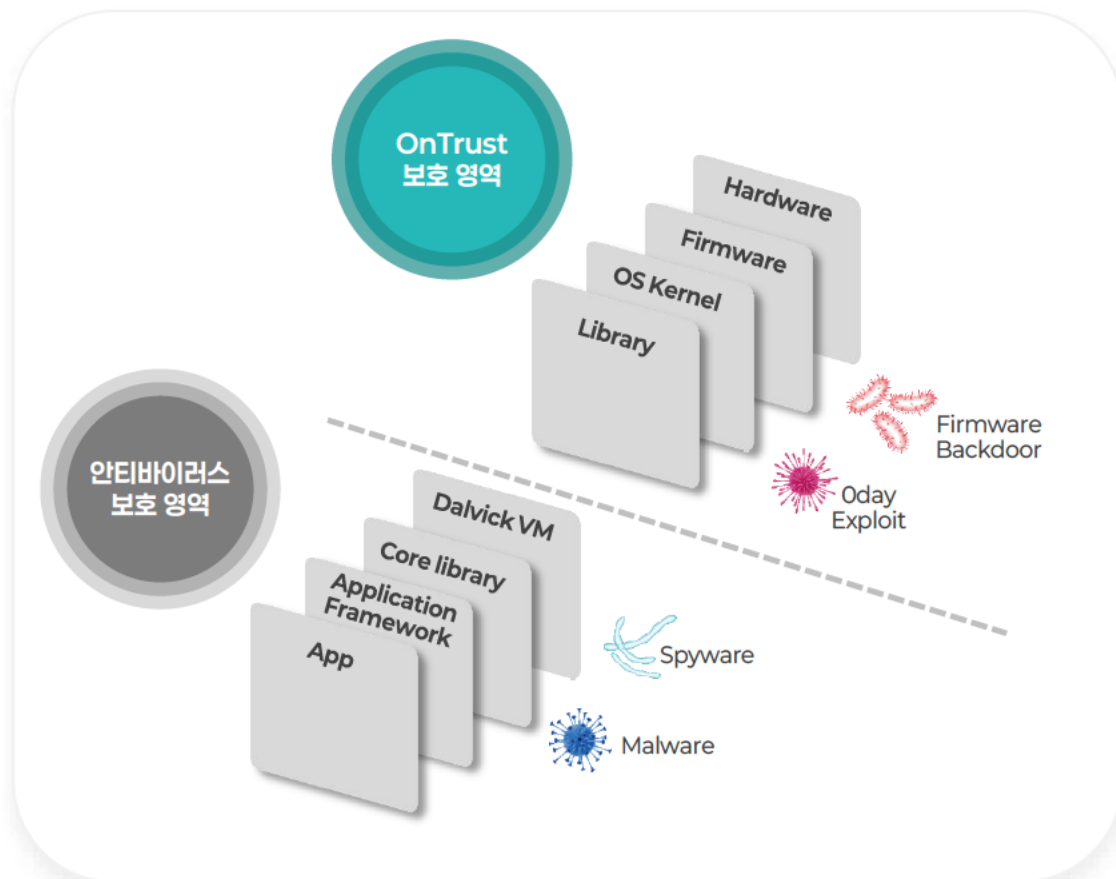 OnTrust
보호 영역
Hardware
Firmware
OS Kernel
Library
Firmware
Backdoor
0day
Exploit
안티바이러스
보호 영역
Dalvick VM
Core library
Application
Framework
App
Spyware
Malware